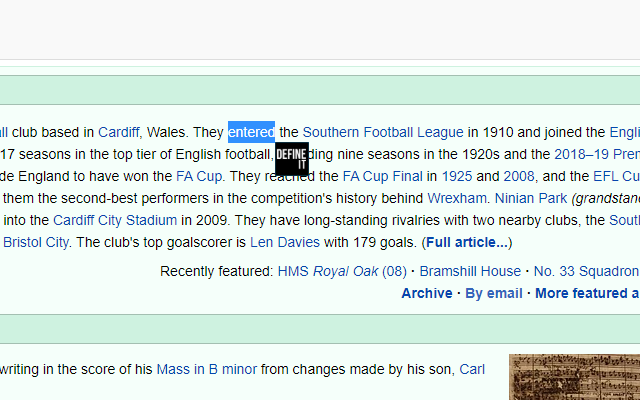 ll club based in Cardiff, Wales. They entered the Southern Football League in 1910 and joined the Engli
17 seasons in the top tier of English football, ding nine seasons in the 1920s and the 2018–19 Prem
DEFINE IT
de England to have won the FA Cup. They reached the FA Cup Final in 1925 and 2008, and the EFL Cu
them the second-best performers in the competition's history behind Wrexham. Ninian Park (grandstand
into the Cardiff City Stadium in 2009. They have long-standing rivalries with two nearby clubs, the Sout
Bristol City. The club's top goalscorer is Len Davies with 179 goals. (Full article...)
Recently featured: HMS Royal Oak (08) · Bramshill House · No. 33 Squadron
Archive · By email · More featured a
writing in the score of his Mass in B minor from changes made by his son, Carl